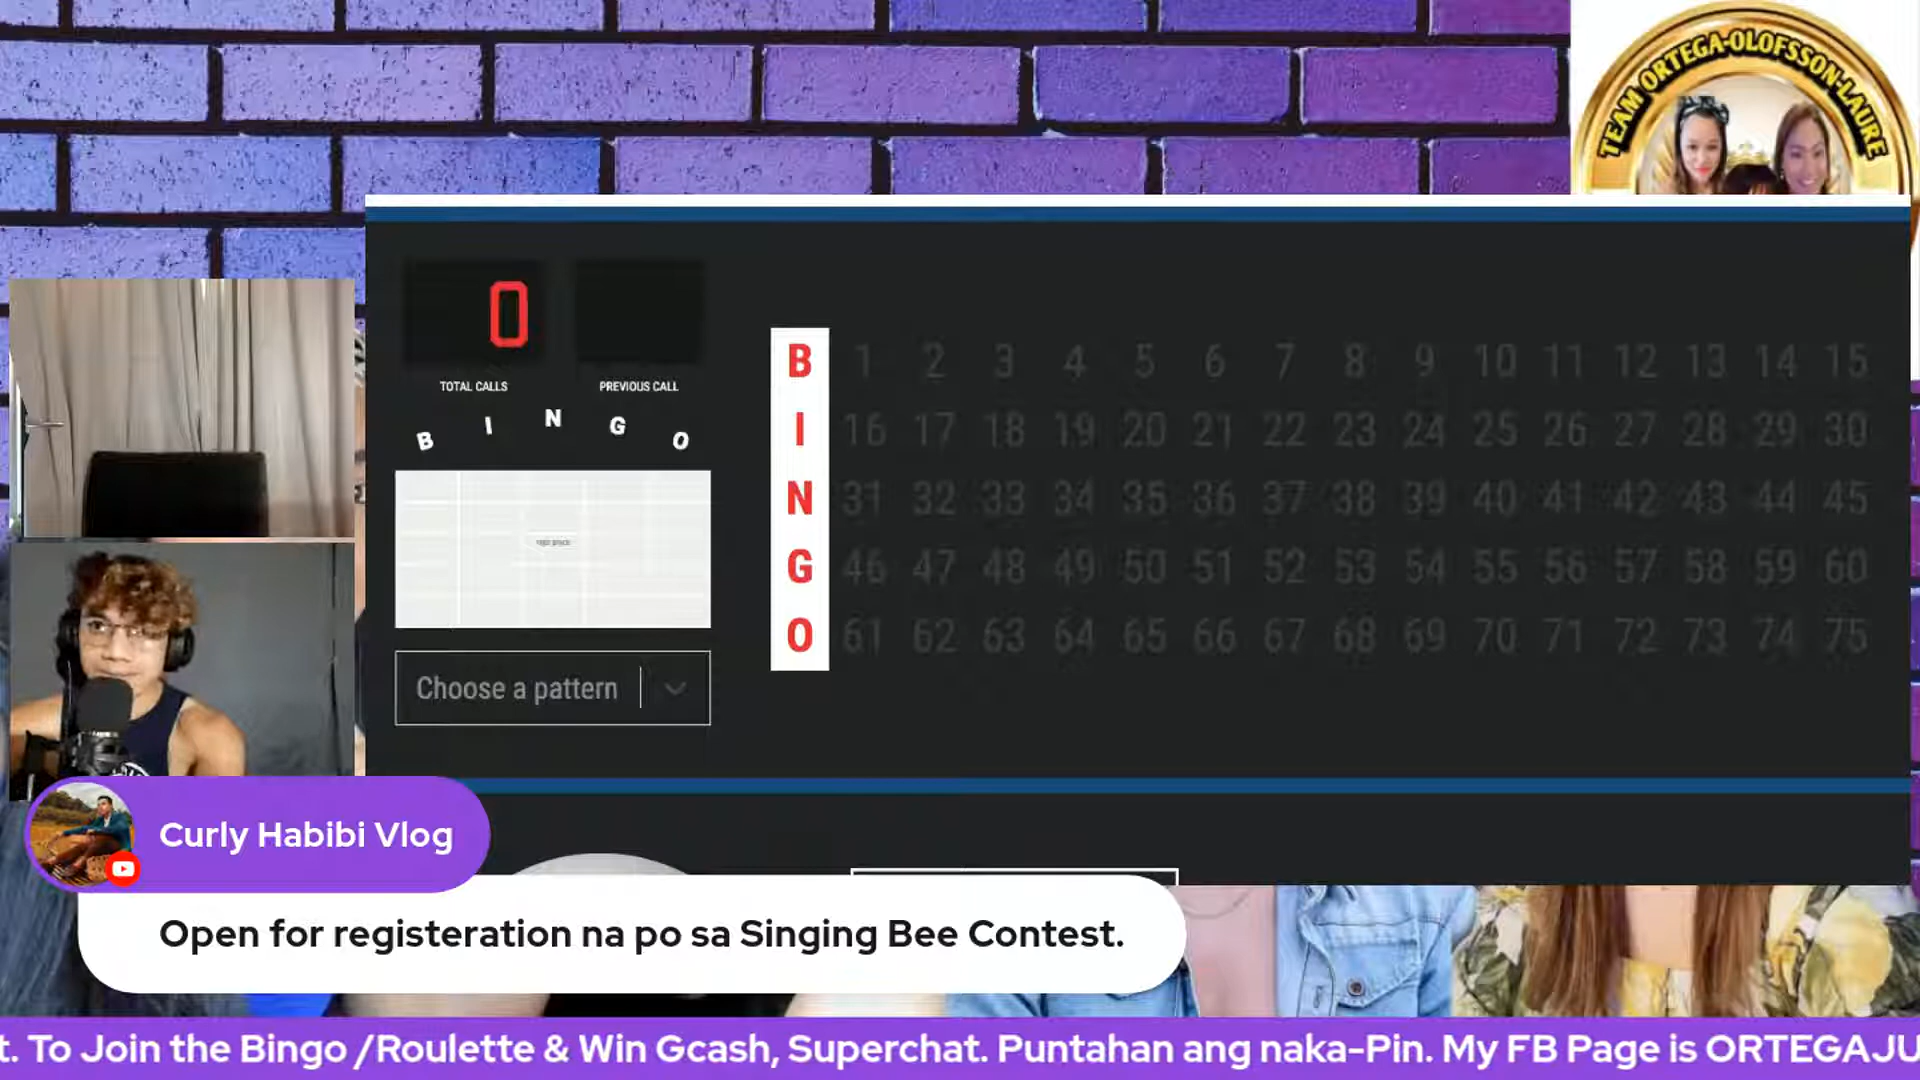 TEAM ORTEGA-OLOFSSON-LAURE
0
TOTAL CALLS
PREVIOUS CALL
B I N G O
Choose a pattern
B 1 2 3 4 5 6 7 8 9 10 11 12 13 14 15
I 16 17 18 19 20 21 22 23 24 25 26 27 28 29 30
N 31 32 33 34 35 36 37 38 39 40 41 42 43 44 45
G 46 47 48 49 50 51 52 53 54 55 56 57 58 59 60
O 61 62 63 64 65 66 67 68 69 70 71 72 73 74 75
Curly Habibi Vlog
Open for registeration na po sa Singing Bee Contest.
t. To Join the Bingo /Roulette & Win Gcash, Superchat. Puntahan ang naka-Pin. My FB Page is ORTEGAJU